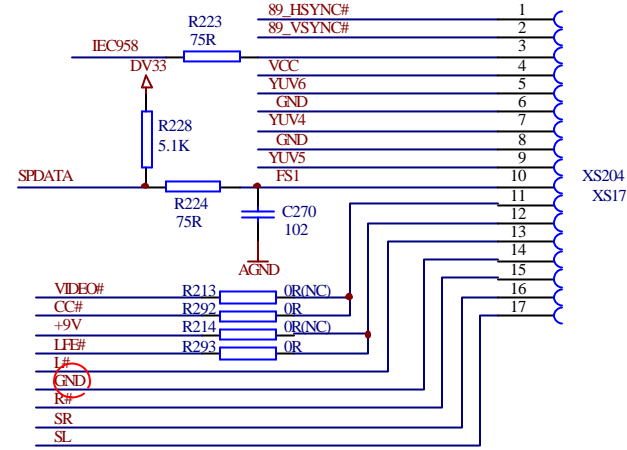 89_HSYNC# 1
R223 89_VSYNC# 2
75R
IEC958 3
DV33 VCC 4
YUV6 5
GND 6
R228 YUV4 7
5.1K GND 8
YUV5 9
SPDATA FS1 10 XS204
11 XS17
R224 C270 12
75R 102 13
14
AGND 15
VIDEO# R213 0R(NC) 16
CC# R292 0R 17
+9V R214 0R(NC)
LFE# R293 0R
L#
GND
R#
SR
SL